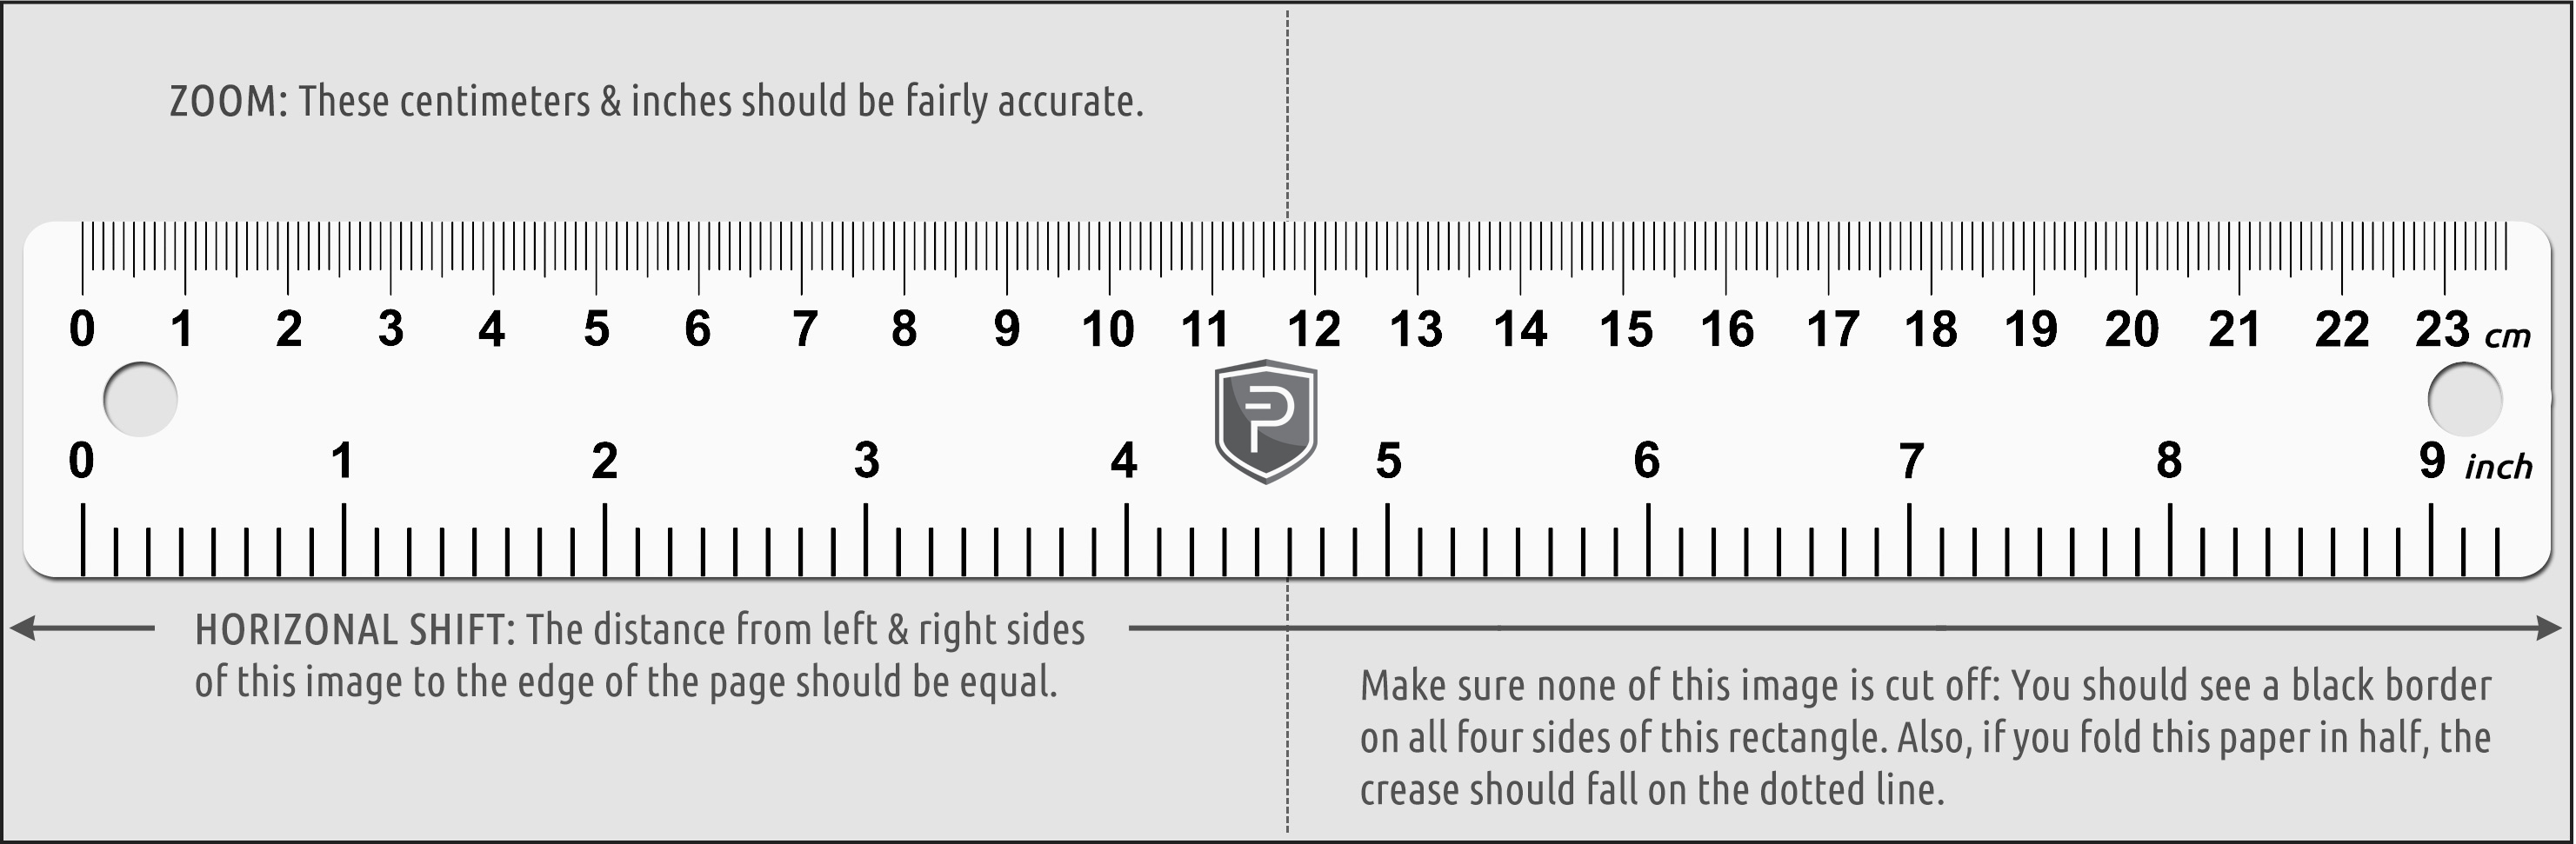 ZOOM: These centimeters & inches should be fairly accurate.
0 1 2 3 4 5 6 7 8 9 10 11 12 13 14 15 16 17 18 19 20 21 22 23 cm
P
0 1 2 3 4 5 6 7 8 9 inch
HORIZONAL SHIFT: The distance from left & right sides
of this image to the edge of the page should be equal.
Make sure none of this image is cut off: You should see a black border
on all four sides of this rectangle. Also, if you fold this paper in half, the
crease should fall on the dotted line.